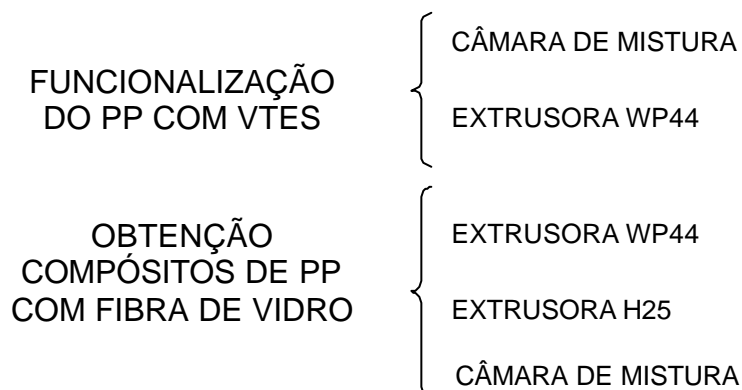 FUNCIONALIZAÇÃO
DO PP COM VTES
CÂMARA DE MISTURA
EXTRUSORA WP44
OBTENÇÃO
COMPÓSITOS DE PP
COM FIBRA DE VIDRO
EXTRUSORA WP44
EXTRUSORA H25
CÂMARA DE MISTURA